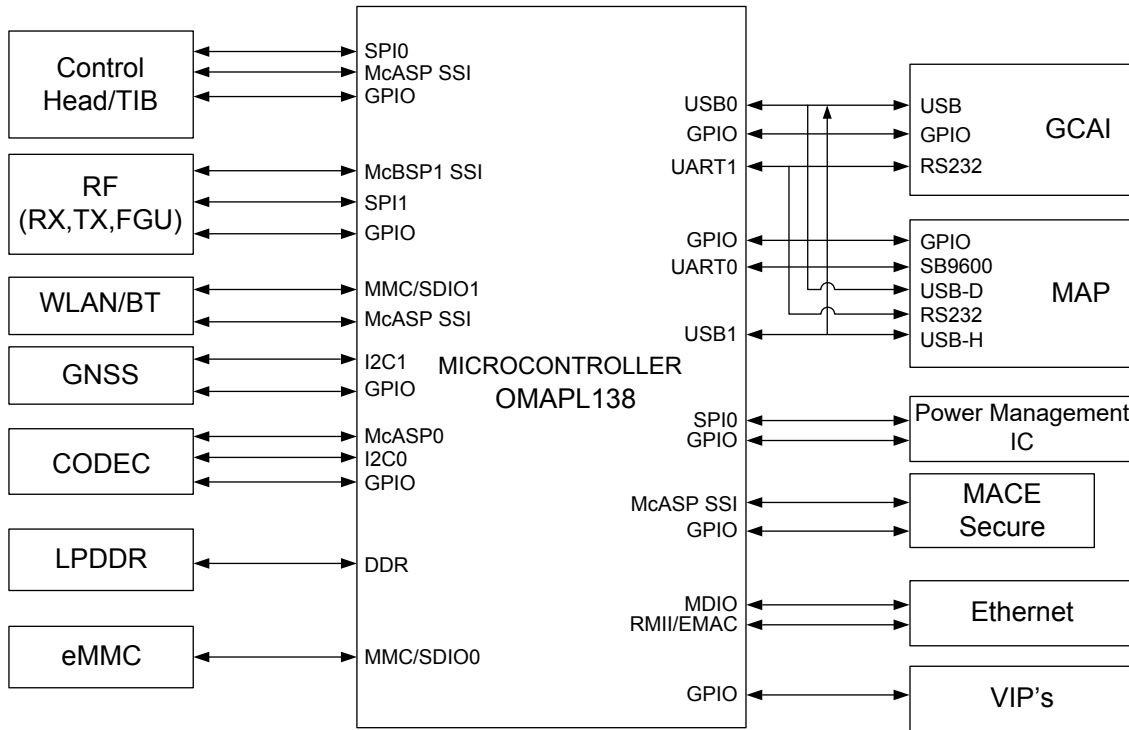 Control
Head/TIB
SPI0
McASP SSI
GPIO
RF
(RX,TX,FGU)
McBSP1 SSI
SPI1
GPIO
WLAN/BT
MMC/SDIO1
McASP SSI
GNSS
I2C1
GPIO
CODEC
McASP0
I2C0
GPIO
LPDDR
DDR
eMMC
MMC/SDIO0
MICROCONTROLLER
OMAPL138
USB0
GPIO
UART1
USB
GPIO
RS232
GCAI
GPIO
UART0
USB1
GPIO
SB9600
USB-D
RS232
USB-H
MAP
SPI0
GPIO
Power Management
IC
McASP SSI
GPIO
MACE
Secure
MDIO
RMII/EMAC
Ethernet
GPIO
VIP's